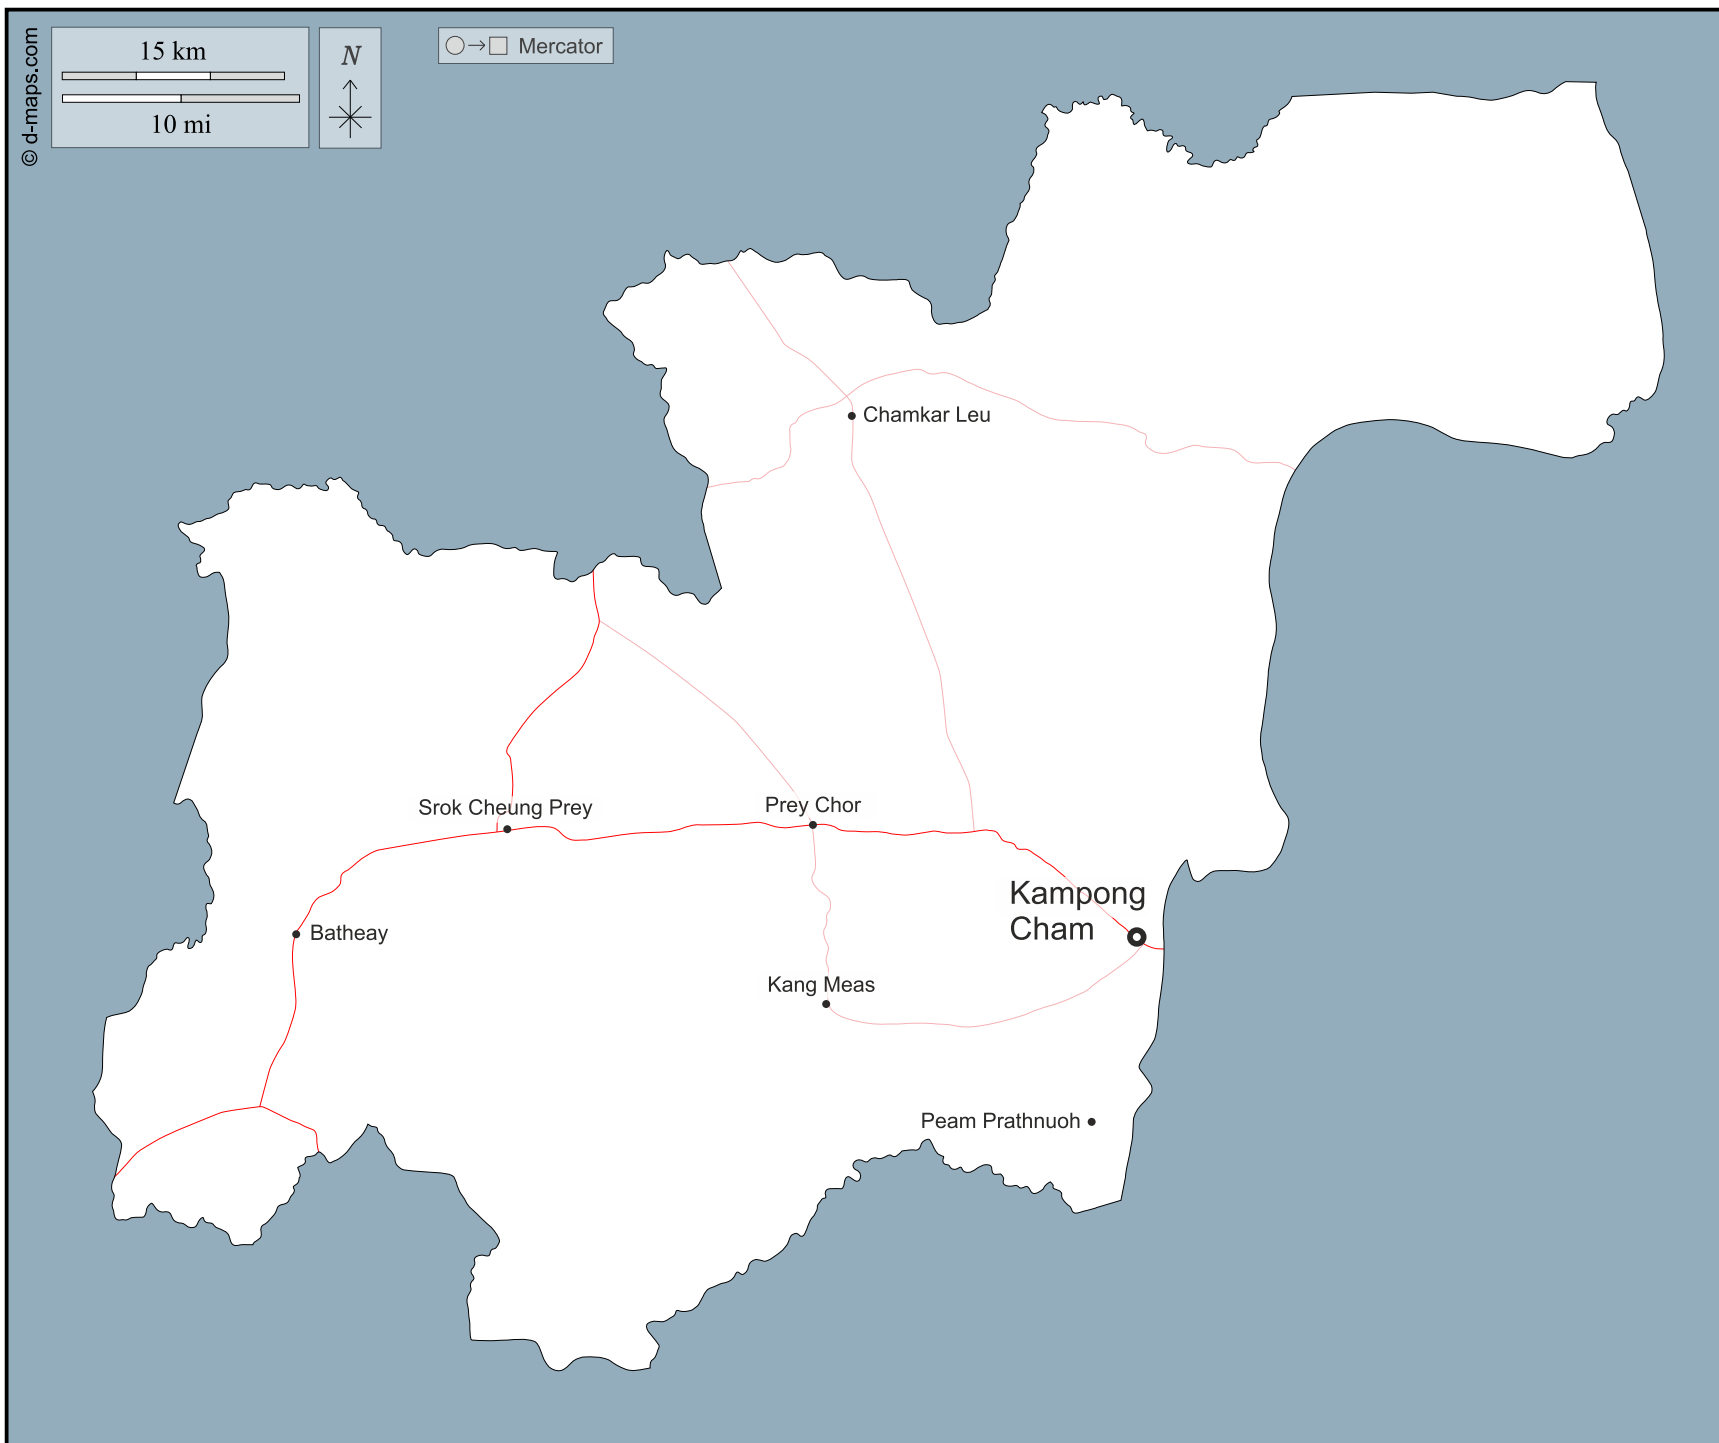 © d-maps.com
15 km
10 mi
N
Mercator
Chamkar Leu
Srok Cheung Prey
Prey Chor
Kampong
Cham
Batheay
Kang Meas
Peam Prathnuoh